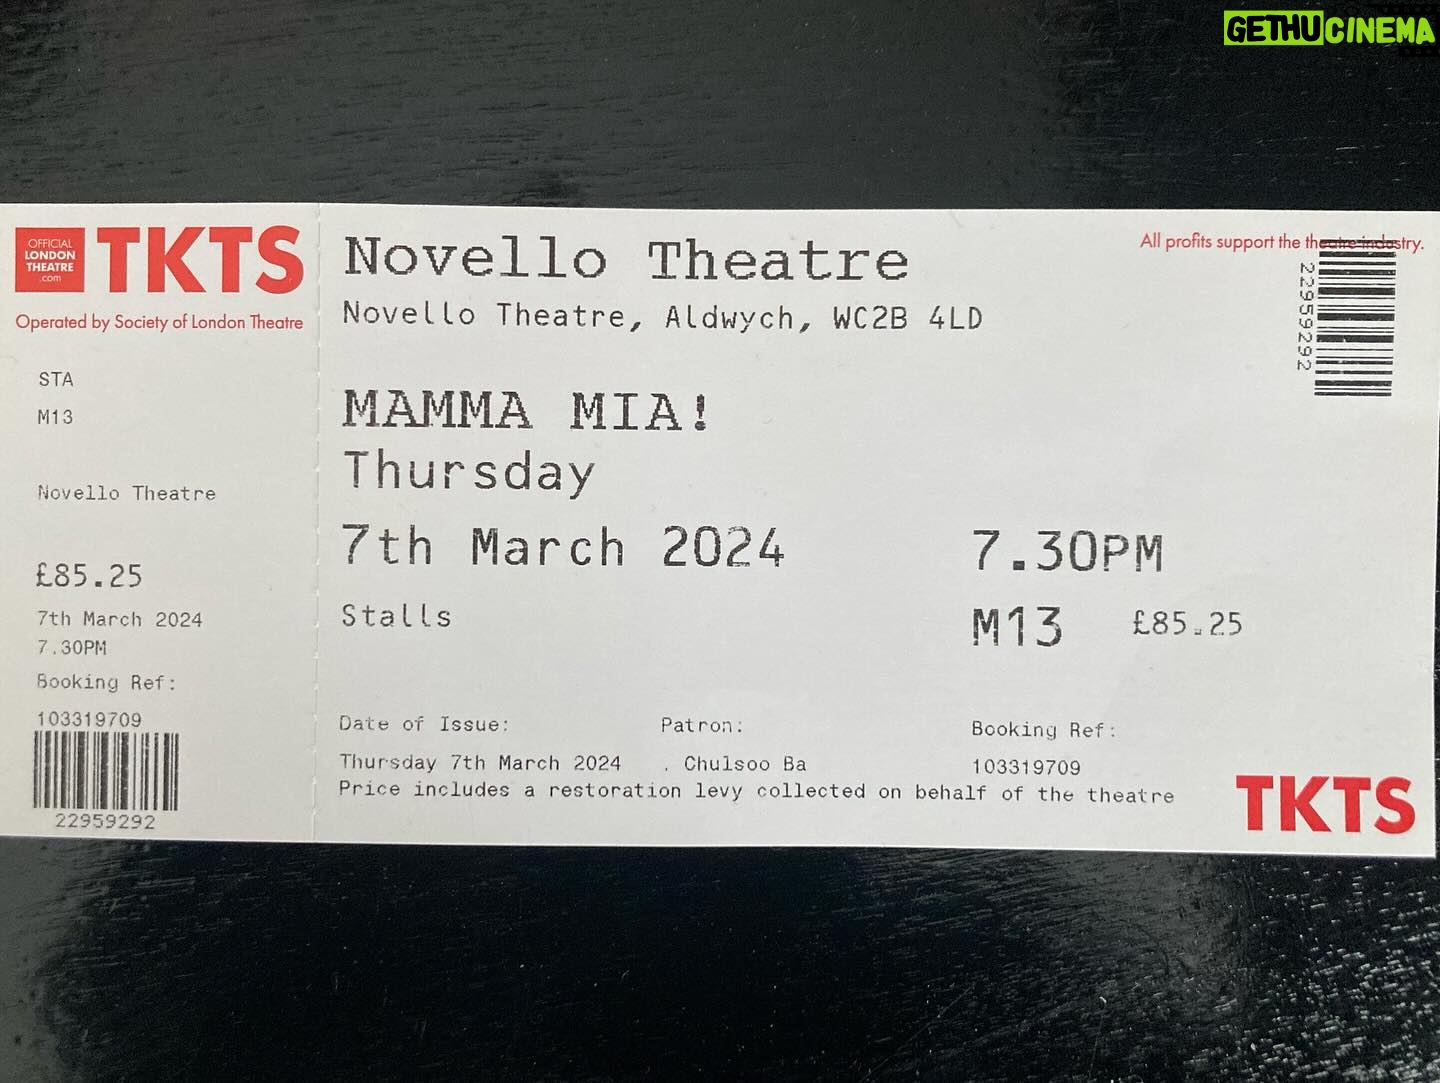 GETHUCINEMA
OFFICIAL
LONDON
THEATRE
.com
TKTS
Operated by Society of London Theatre
STA
M13
Novello Theatre
£85.25
7th March 2024
7.30PM
Booking Ref:
103319709
22959292
Novello Theatre
Novello Theatre, Aldwych, WC2B 4LD
MAMMA MIA!
Thursday
7th March 2024 7.30PM
Stalls M13 £85.25
Date of Issue: Patron: Booking Ref:
Thursday 7th March 2024 . Chulsoo Ba 103319709
Price includes a restoration levy collected on behalf of the theatre
All profits support the theatre industry.
22959292
TKTS